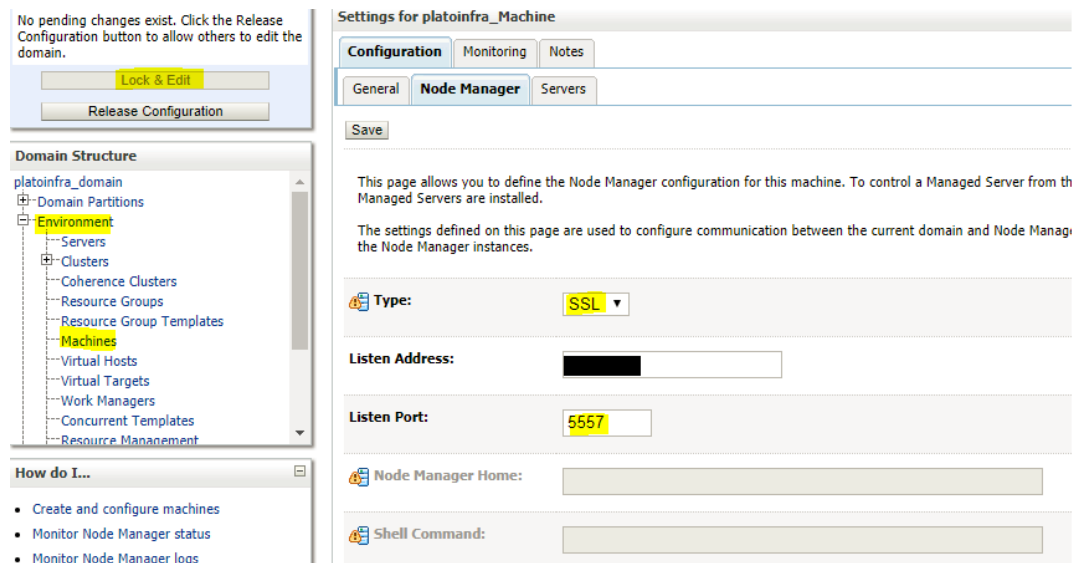 No pending changes exist. Click the Release
Configuration button to allow others to edit the
domain.
Lock & Edit
Release Configuration
Domain Structure
platoinfra_domain
Domain Partitions
Environment
Servers
Clusters
Coherence Clusters
Resource Groups
Resource Group Templates
Machines
Virtual Hosts
Virtual Targets
Work Managers
Concurrent Templates
Resource Management
How do I...
Create and configure machines
Monitor Node Manager status
Monitor Node Manager logs
Settings for platoinfra_Machine
Configuration Monitoring Notes
General Node Manager Servers
Save
This page allows you to define the Node Manager configuration for this machine. To control a Managed Server from th
Managed Servers are installed.
The settings defined on this page are used to configure communication between the current domain and Node Manage
the Node Manager instances.
Type: SSL
Listen Address:
Listen Port: 5557
Node Manager Home:
Shell Command: